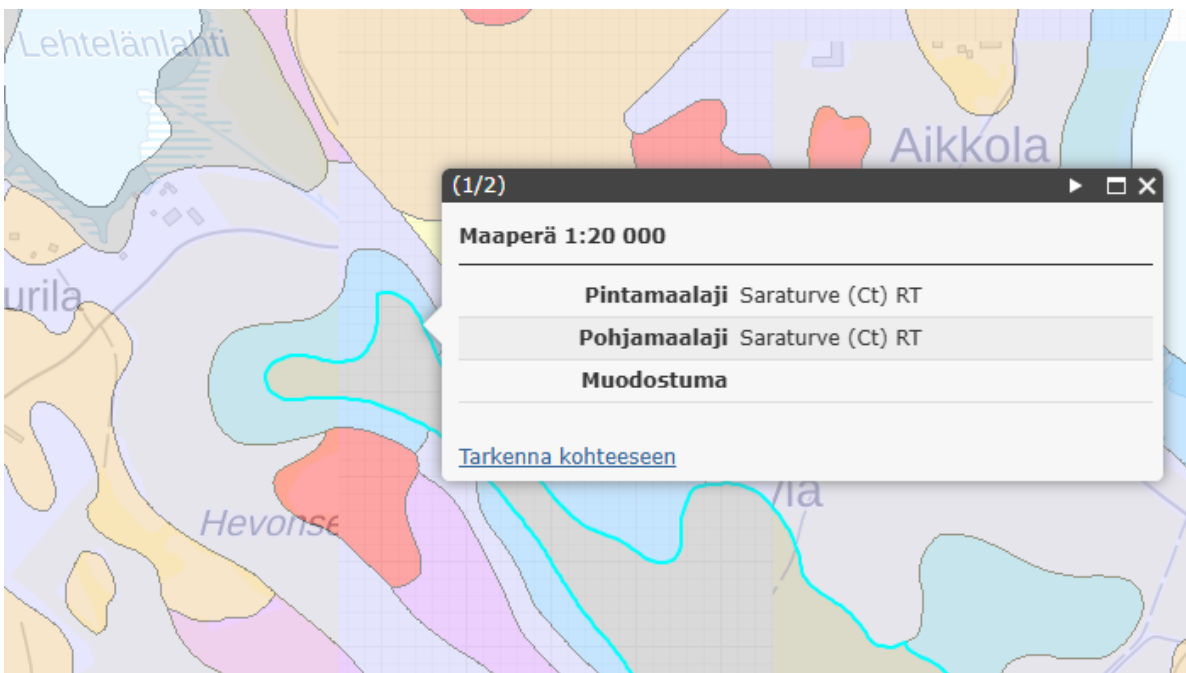 Lehtelänlahti
Aikkola
(1/2)
Maaperä 1:20 000
Pintamaalaji Saraturve (Ct) RT
Pohjamaalaji Saraturve (Ct) RT
Muodostuma
Tarkenna kohteeseen
urila
Hevonse